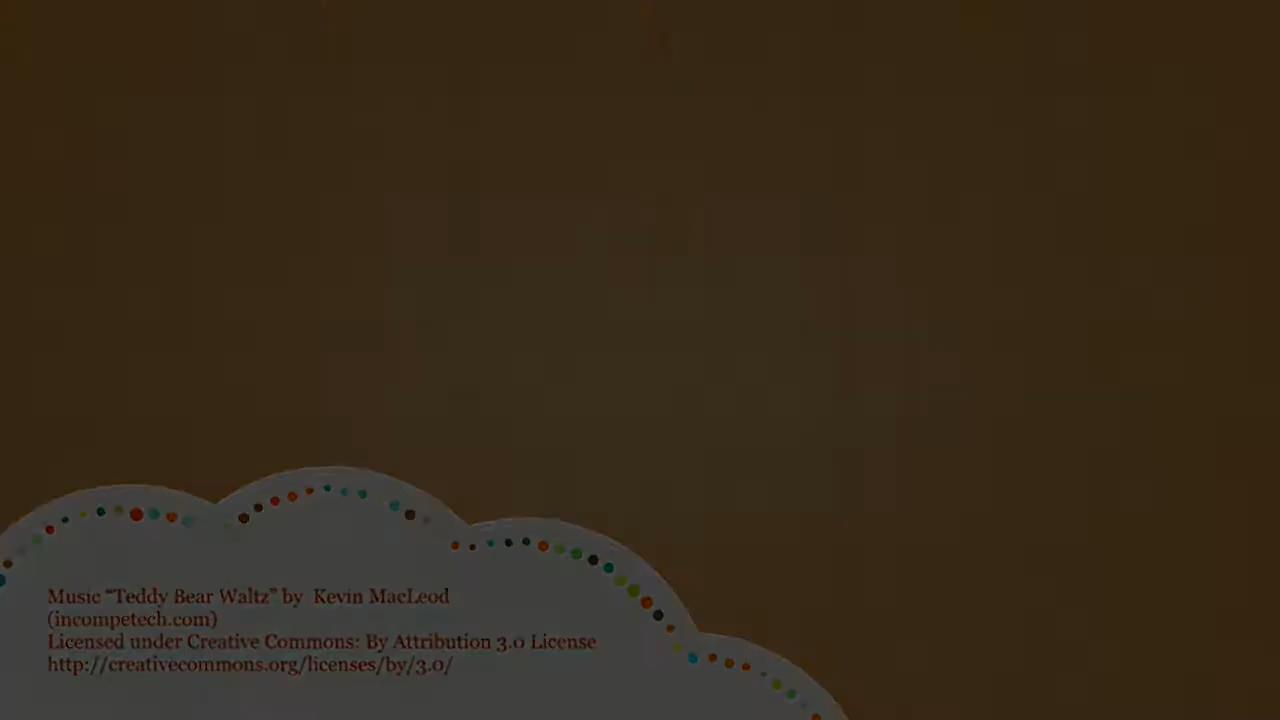 Music “Teddy Bear Waltz” by  Kevin MacLeod
(incompetech.com)
Licensed under Creative Commons: By Attribution 3.0 License
http://creativecommons.org/licenses/by/3.0/